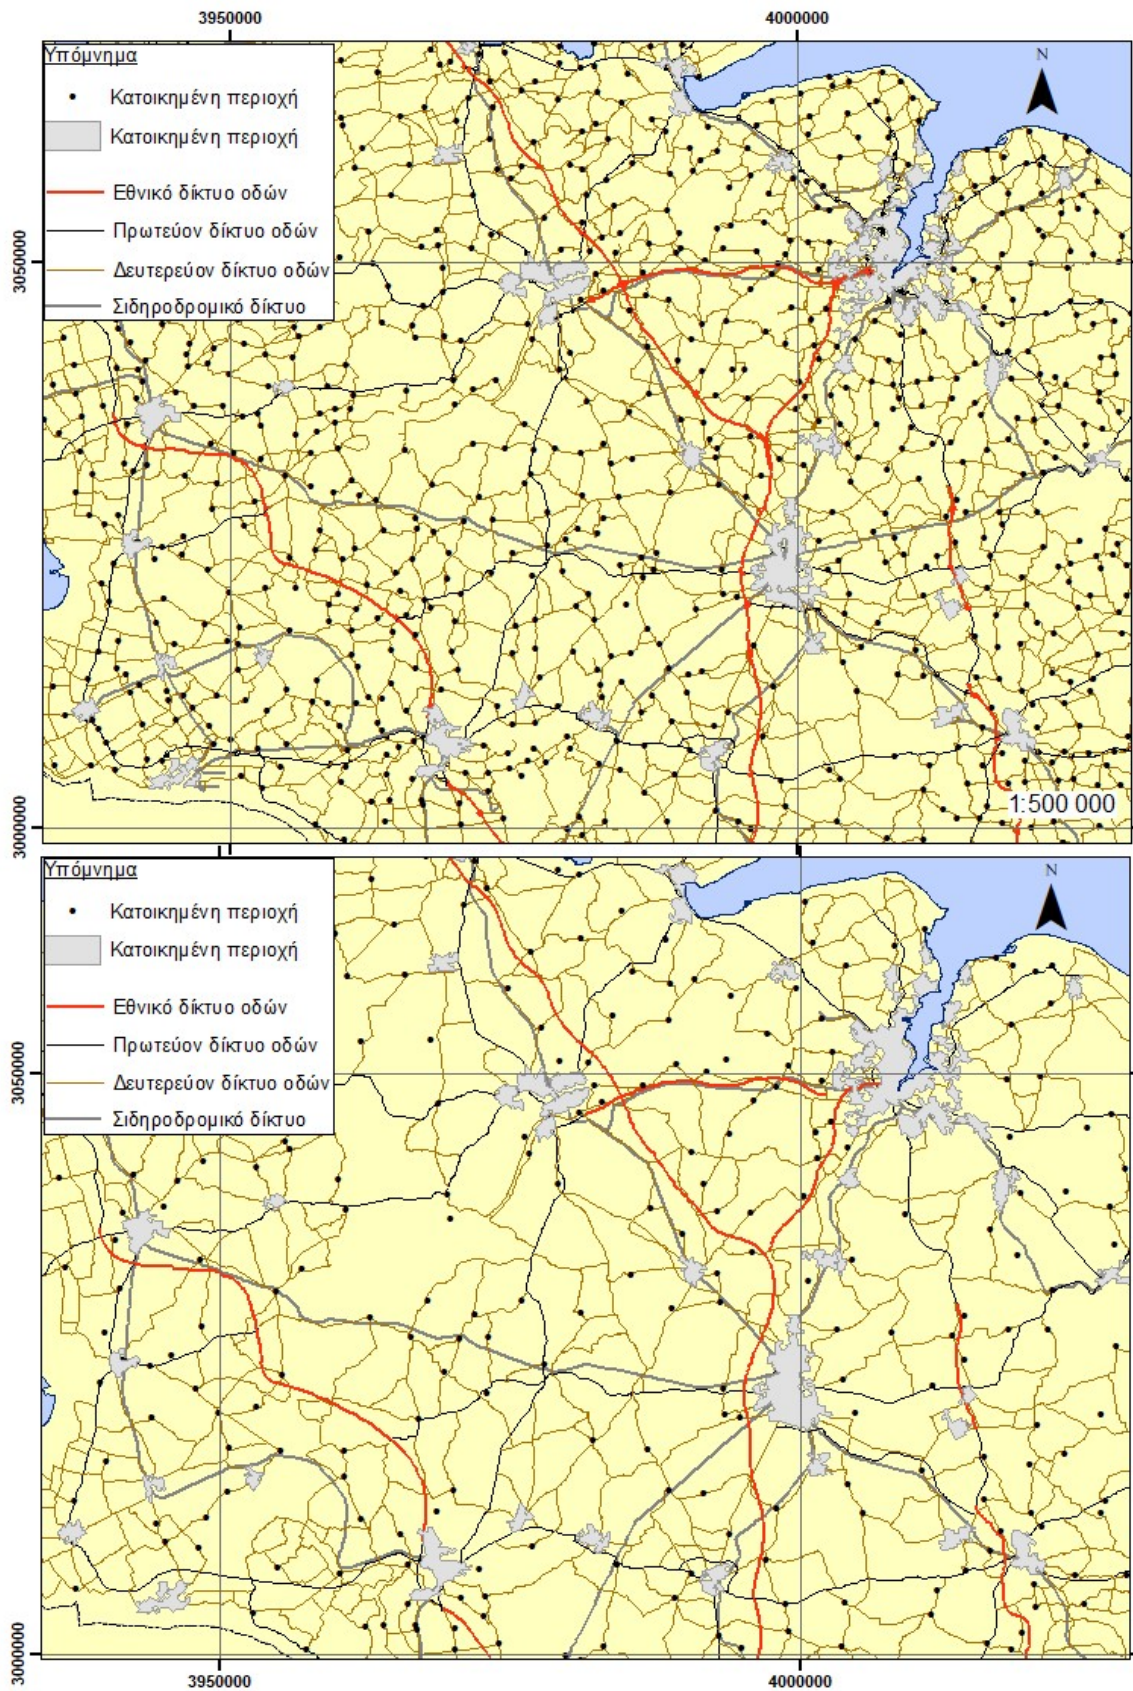 3950000 4000000
Υπόμνημα
Κατοικημένη περιοχή
Κατοικημένη περιοχή
Εθνικό δίκτυο οδών
Πρωτεύον δίκτυο οδών
Δευτερεύον δίκτυο οδών
Σιδηροδρομικό δίκτυο
N
3050000
3000000
1:500 000
Υπόμνημα
Κατοικημένη περιοχή
Κατοικημένη περιοχή
Εθνικό δίκτυο οδών
Πρωτεύον δίκτυο οδών
Δευτερεύον δίκτυο οδών
Σιδηροδρομικό δίκτυο
N
3050000
3000000
3950000 4000000